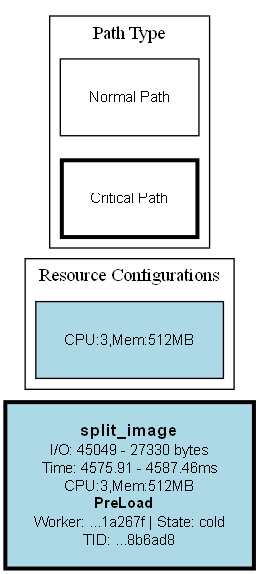 Path Type
Normal Path
Critical Path
Resource Configurations
CPU:3,Mem:512MB
split_image
I/O: 45049 - 27330 bytes
Time: 4575.91 - 4587.46ms
CPU:3,Mem:512MB
PreLoad
Worker: ...1a267f | State: cold
TID: ...8b6ad8